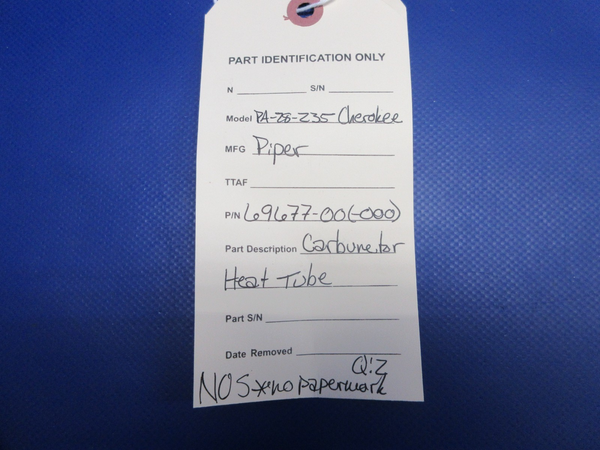 PART IDENTIFICATION ONLY
N S/N
Model PA-28-235 Cherokee
MFG Piper
TTAF
P/N 69677-00(-000)
Part Description Carburetor
Heat Tube
Part S/N
Date Removed
Q:2
NOS *no paperwork